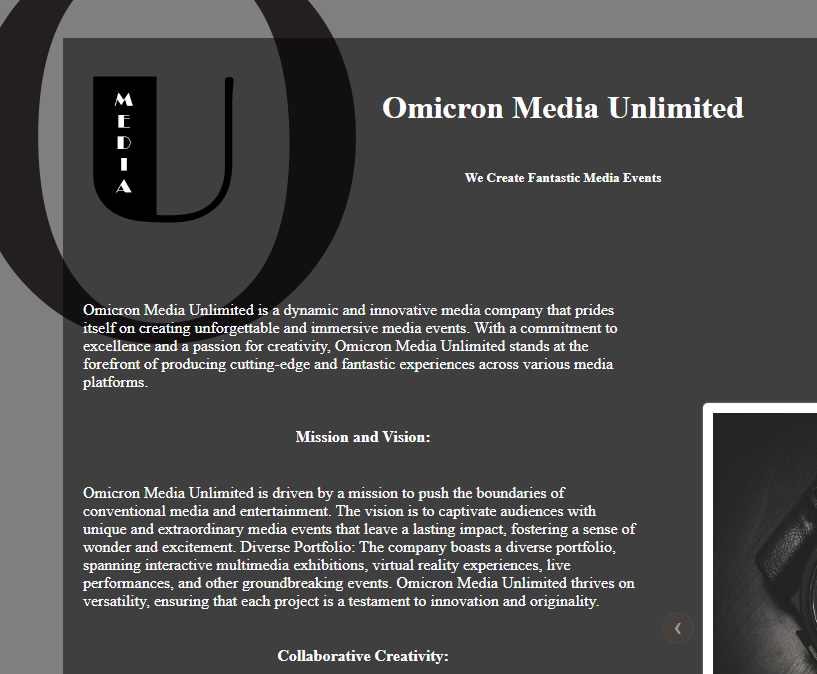 O
U
MEDIA
Omicron Media Unlimited
We Create Fantastic Media Events
Omicron Media Unlimited is a dynamic and innovative media company that prides
itself on creating unforgettable and immersive media events. With a commitment to
excellence and a passion for creativity, Omicron Media Unlimited stands at the
forefront of producing cutting-edge and fantastic experiences across various media
platforms.
Mission and Vision:
Omicron Media Unlimited is driven by a mission to push the boundaries of
conventional media and entertainment. The vision is to captivate audiences with
unique and extraordinary media events that leave a lasting impact, fostering a sense of
wonder and excitement. Diverse Portfolio: The company boasts a diverse portfolio,
spanning interactive multimedia exhibitions, virtual reality experiences, live
performances, and other groundbreaking events. Omicron Media Unlimited thrives on
versatility, ensuring that each project is a testament to innovation and originality.
❮
Collaborative Creativity: